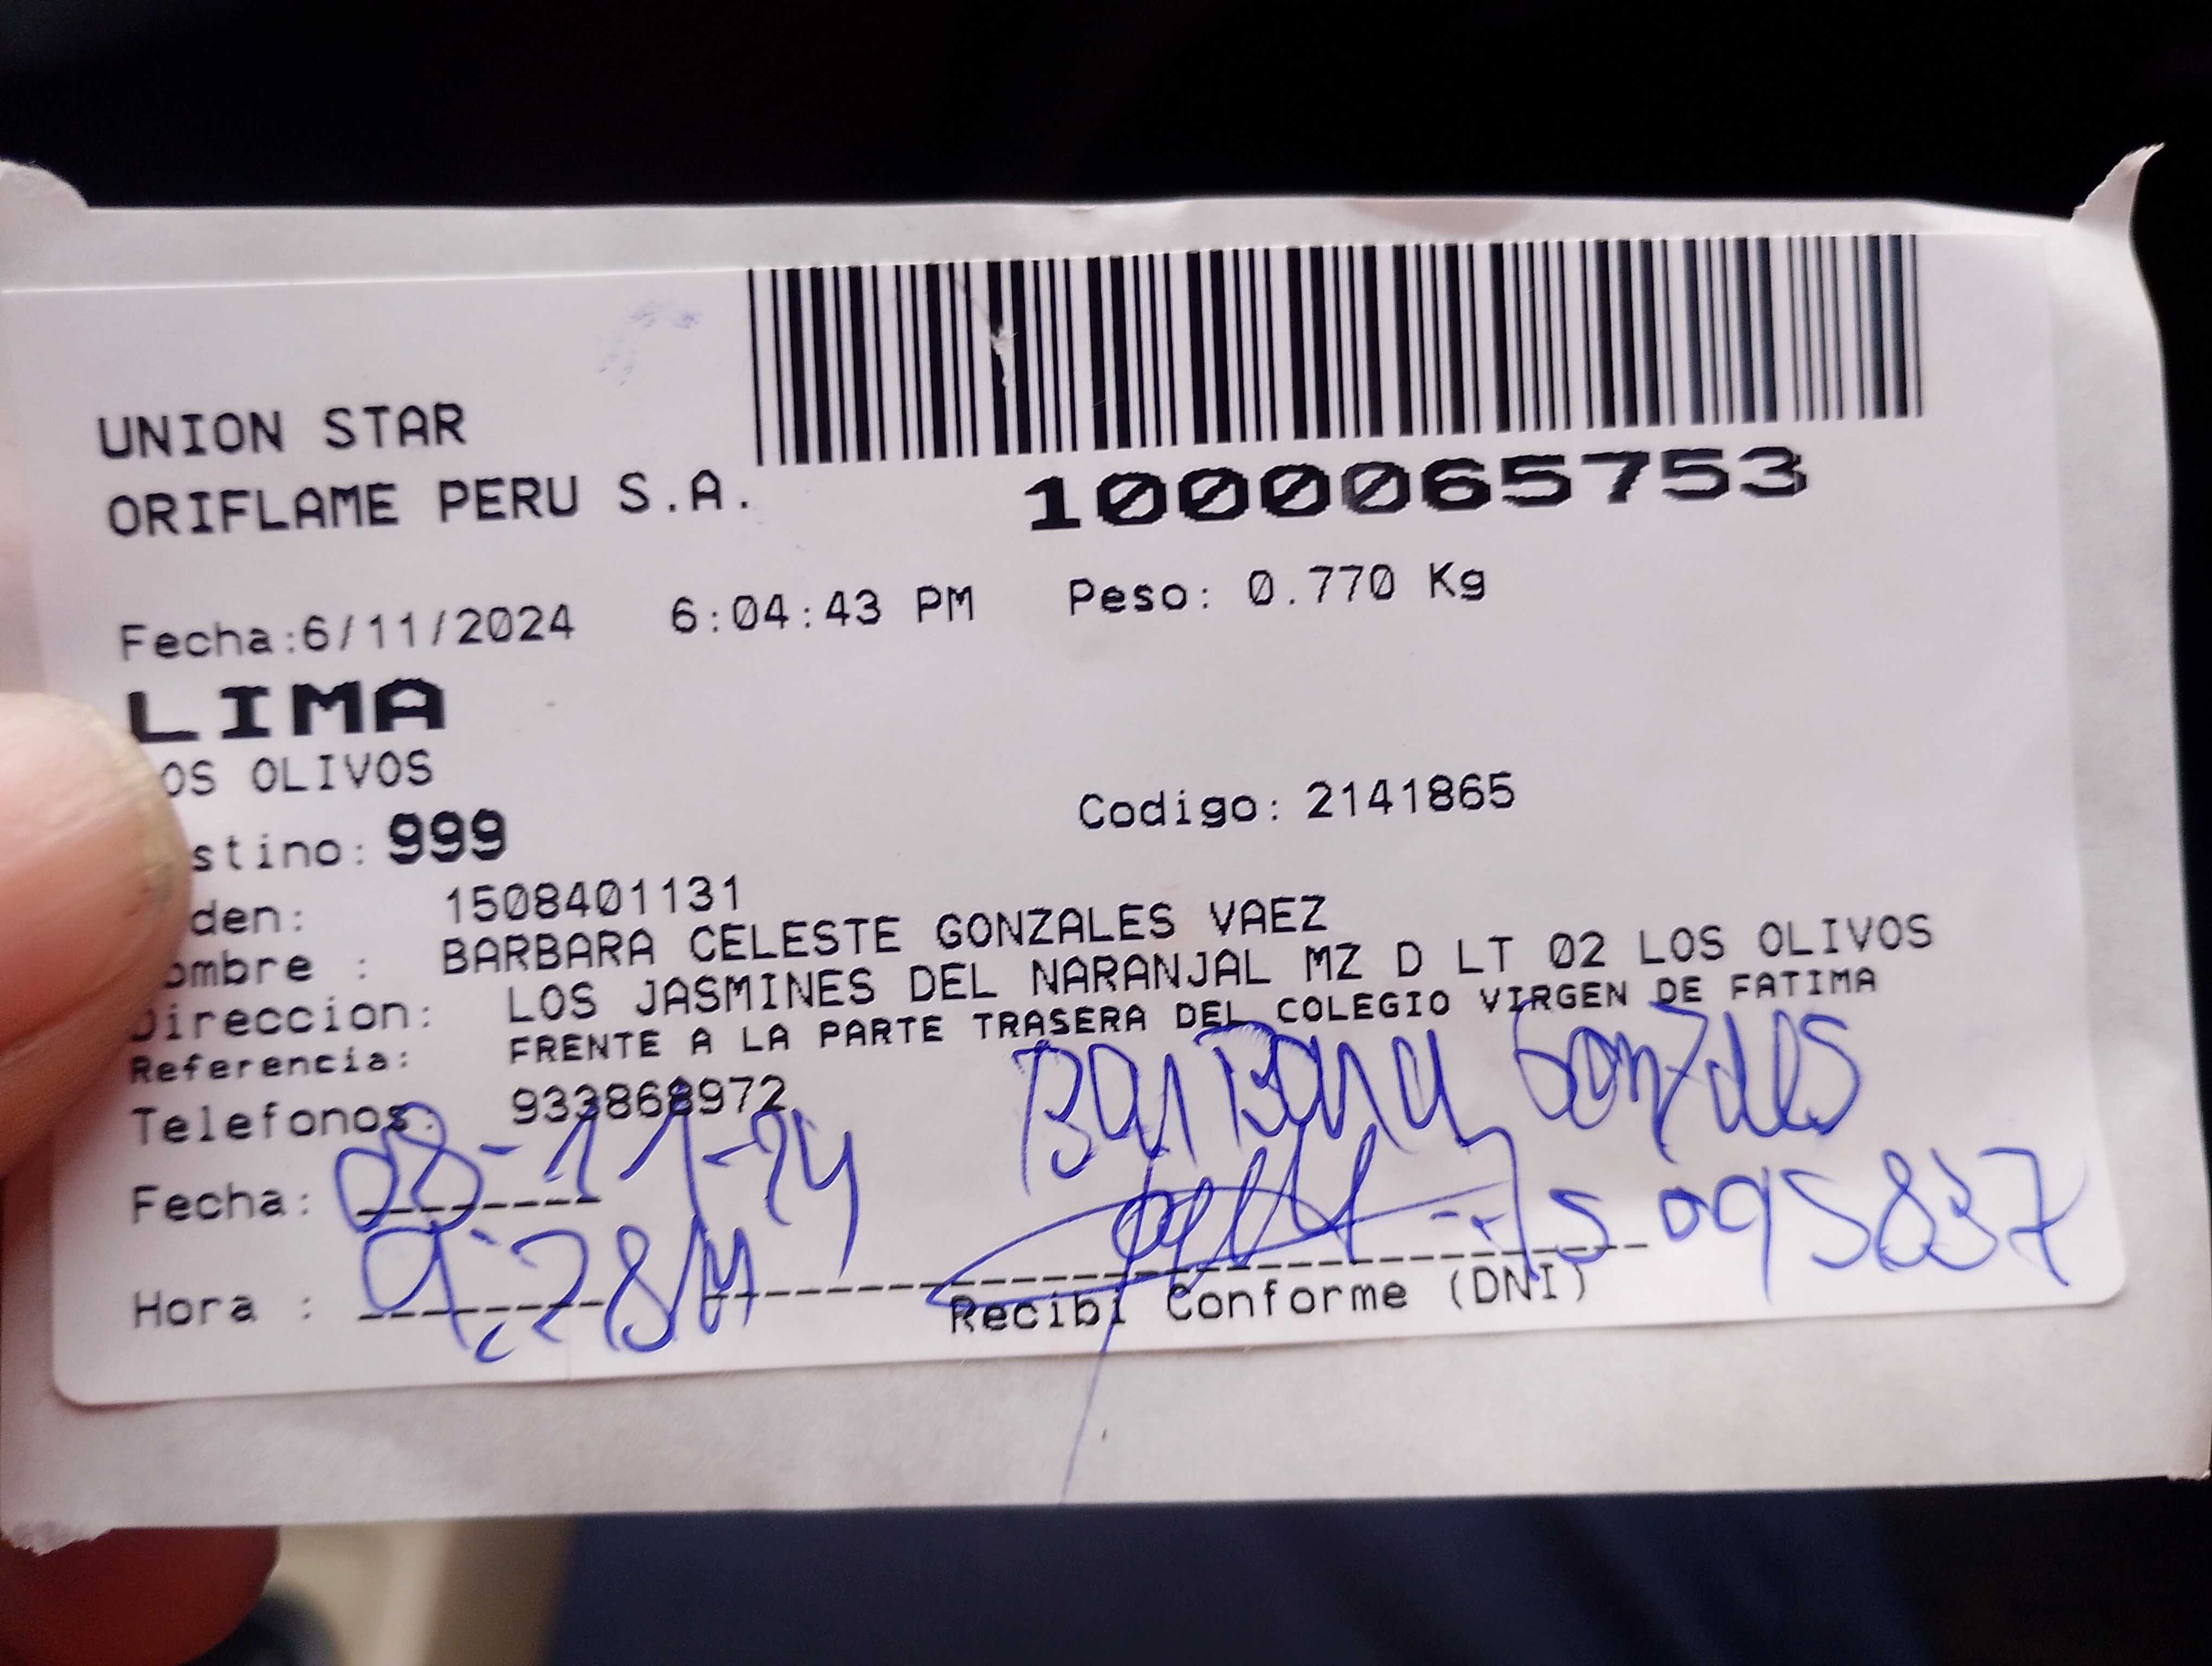 UNION STAR
ORIFLAME PERU S.A.
1000065753
Fecha:6/11/2024 6:04:43 PM Peso: 0.770 Kg
LIMA
OS OLIVOS
stino: 999 Codigo: 2141865
den: 1508401131
ombre : BARBARA CELESTE GONZALES VAEZ
Direccion: LOS JASMINES DEL NARANJAL MZ D LT 02 LOS OLIVOS
Referencia: FRENTE A LA PARTE TRASERA DEL COLEGIO VIRGEN DE FATIMA
Telefonos: 933868972
BarBara Gonzales
Fecha: 08-11-24
75095837
Hora : 9:28
Recibi Conforme (DNI)